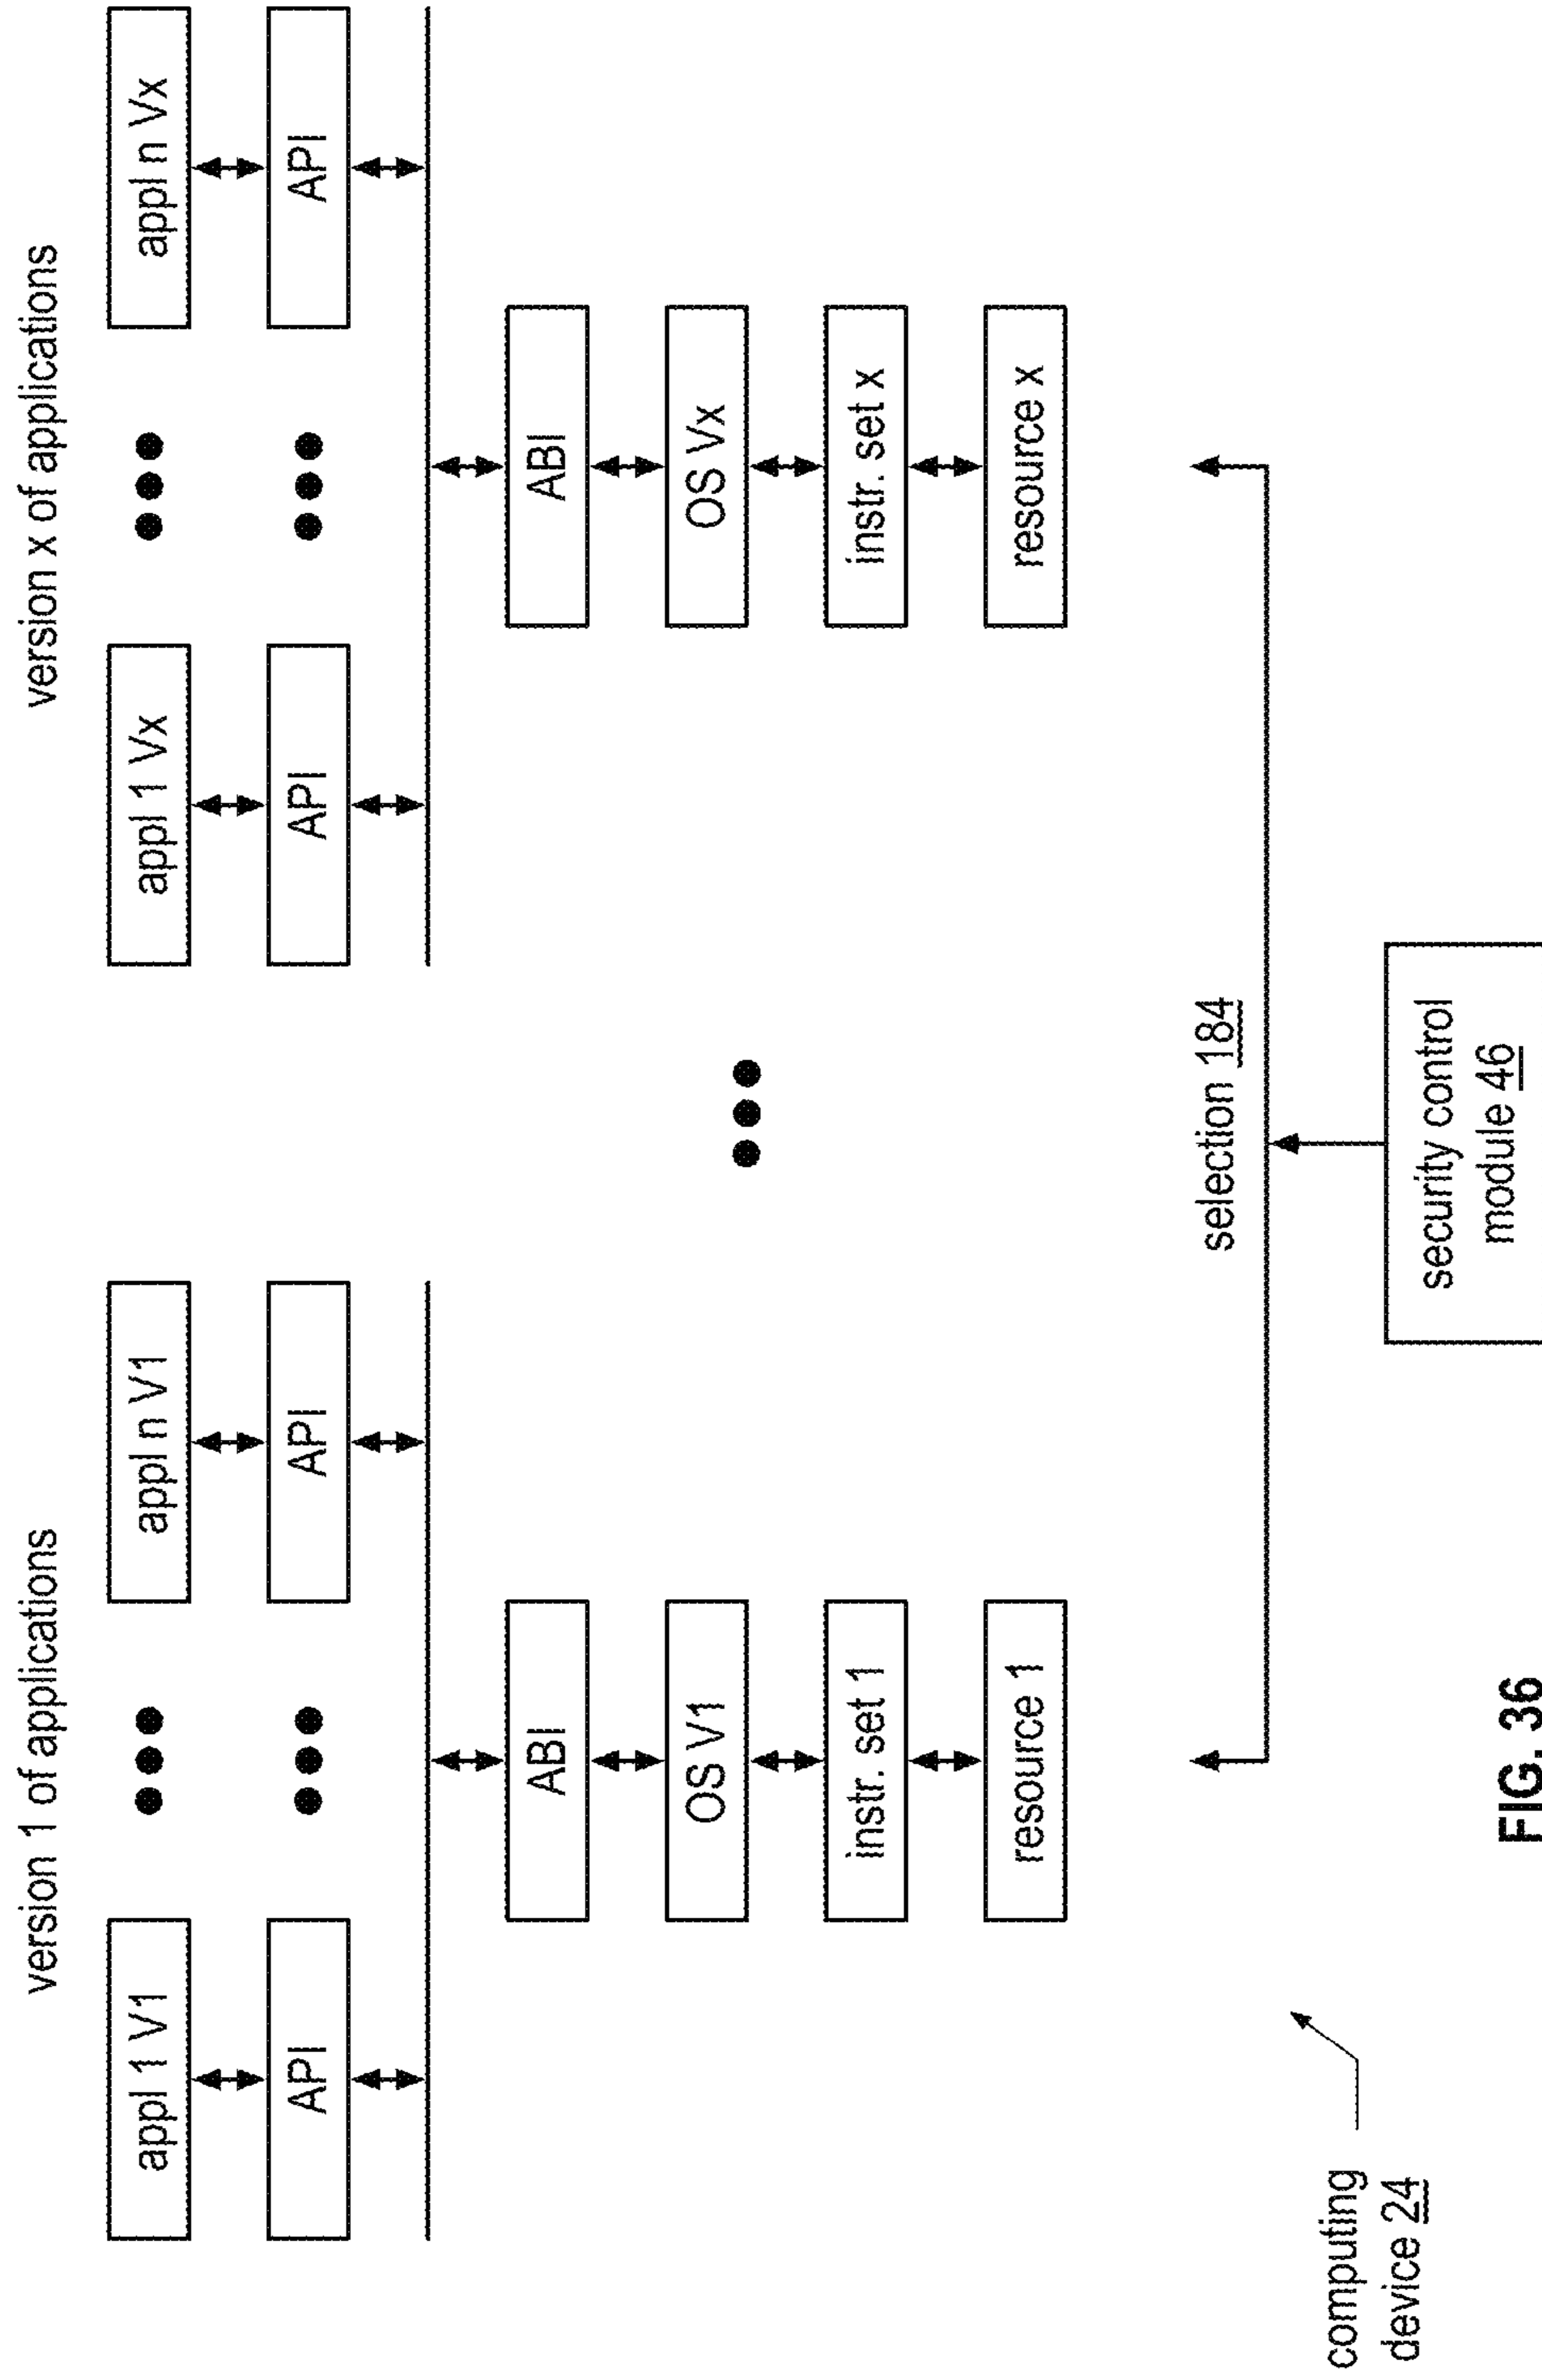 version 1 of applications
version x of applications
appl 1 V1
appl n V1
appl 1 Vx
appl n Vx
API
API
API
API
ABI
ABI
OS V1
OS Vx
instr. set 1
instr. set x
resource 1
resource x
selection 184
computing
device 24
security control
module 46
FIG. 36